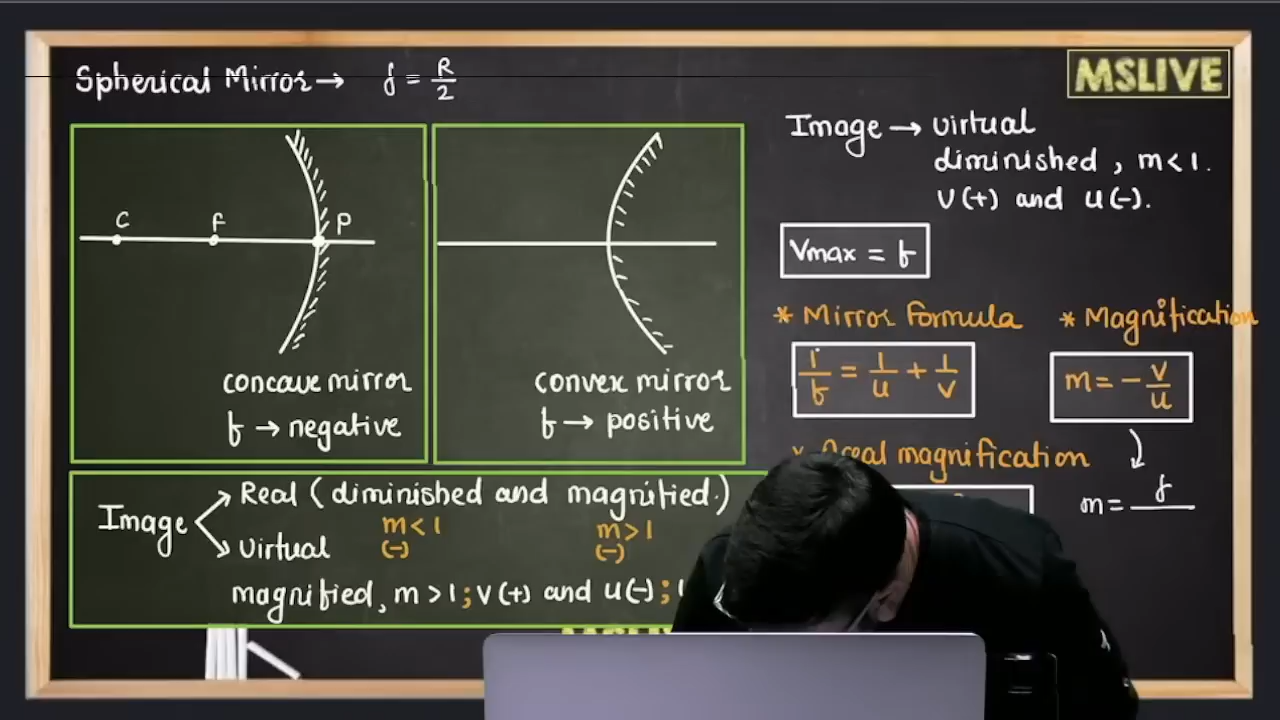 Spherical Mirror → f = R/2
MSLIVE
C F P
concave mirror
f → negative
convex mirror
f → positive
Image → Real (diminished and magnified.)
m < 1 m > 1
(-) (-)
→ Virtual
magnified, m > 1; v(+) and u(-);
Image → virtual
diminished, m < 1.
v(+) and u(-).
Vmax = f
* Mirror Formula
1/f = 1/u + 1/v
* Magnification
m = - v/u
magnification
m = f